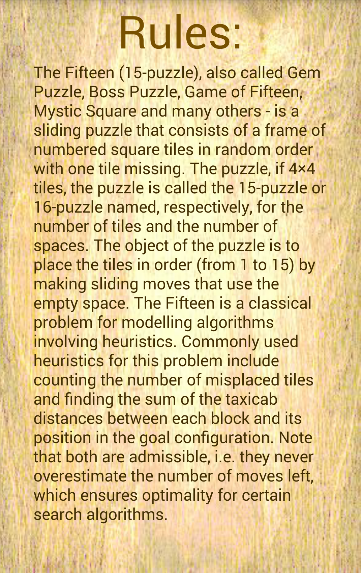 Rules:
The Fifteen (15-puzzle), also called Gem
Puzzle, Boss Puzzle, Game of Fifteen,
Mystic Square and many others - is a
sliding puzzle that consists of a frame of
numbered square tiles in random order
with one tile missing. The puzzle, if 4×4
tiles, the puzzle is called the 15-puzzle or
16-puzzle named, respectively, for the
number of tiles and the number of
spaces. The object of the puzzle is to
place the tiles in order (from 1 to 15) by
making sliding moves that use the
empty space. The Fifteen is a classical
problem for modelling algorithms
involving heuristics. Commonly used
heuristics for this problem include
counting the number of misplaced tiles
and finding the sum of the taxicab
distances between each block and its
position in the goal configuration. Note
that both are admissible, i.e. they never
overestimate the number of moves left,
which ensures optimality for certain
search algorithms.